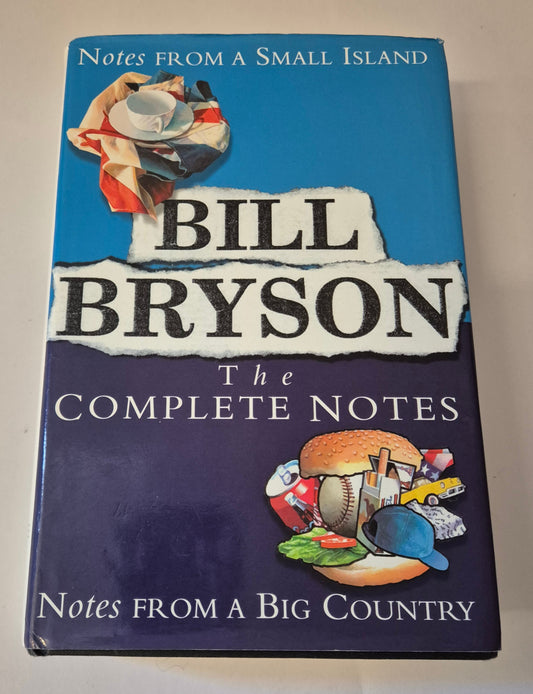 Notes FROM A SMALL ISLAND
BILL
BRYSON
The
COMPLETE NOTES
Notes FROM A BIG COUNTRY